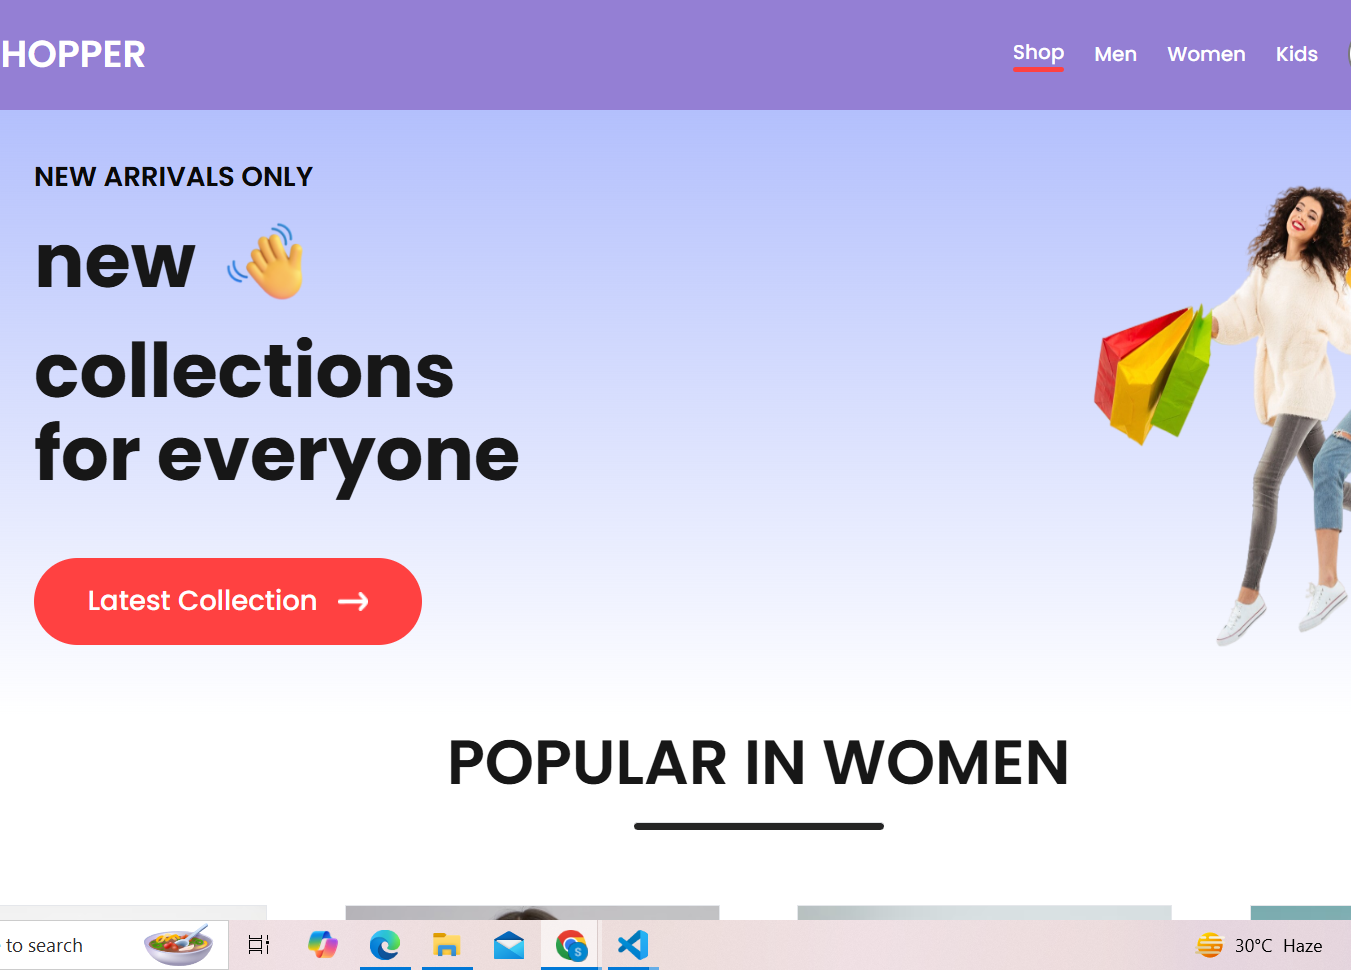 HOPPER
Shop Men Women Kids
NEW ARRIVALS ONLY
new
collections
for everyone
Latest Collection
POPULAR IN WOMEN
to search
30°C Haze